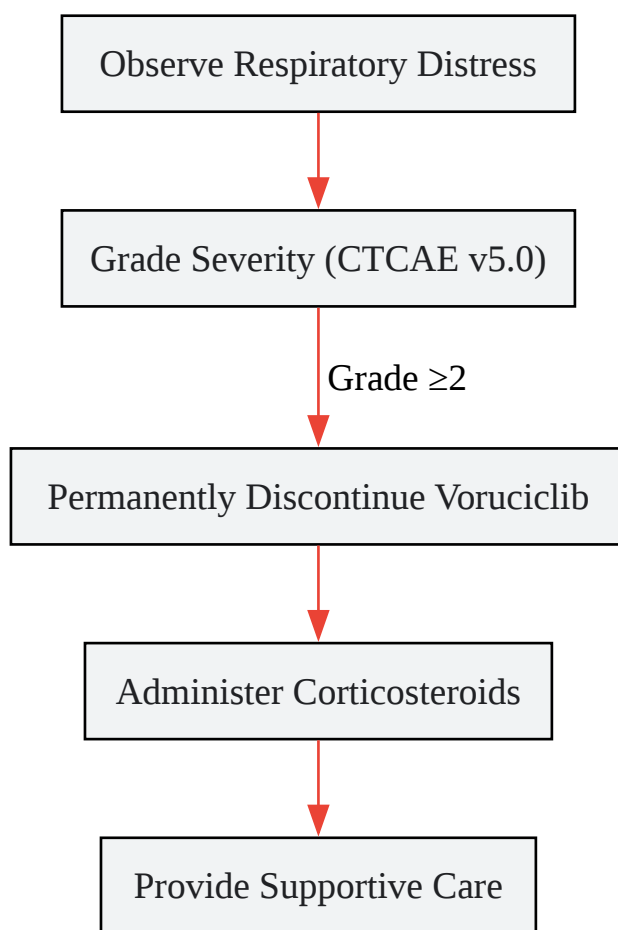 Observe Respiratory Distress
Grade Severity (CTCAE v5.0)
Grade ≥2
Permanently Discontinue Voruciclib
Administer Corticosteroids
Provide Supportive Care